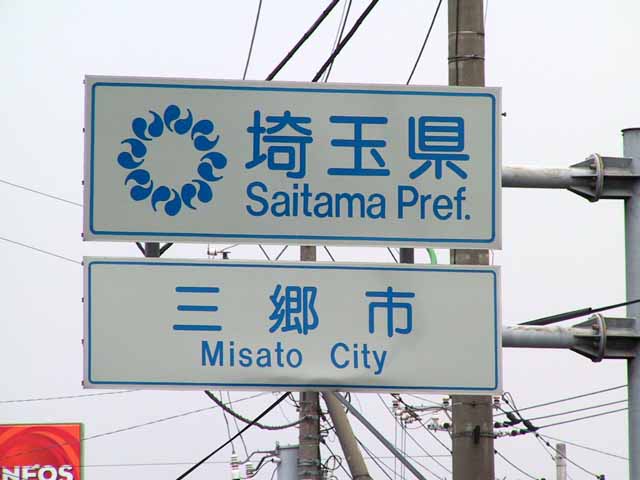 埼玉県
Saitama Pref.
三郷市
Misato City
NEOS